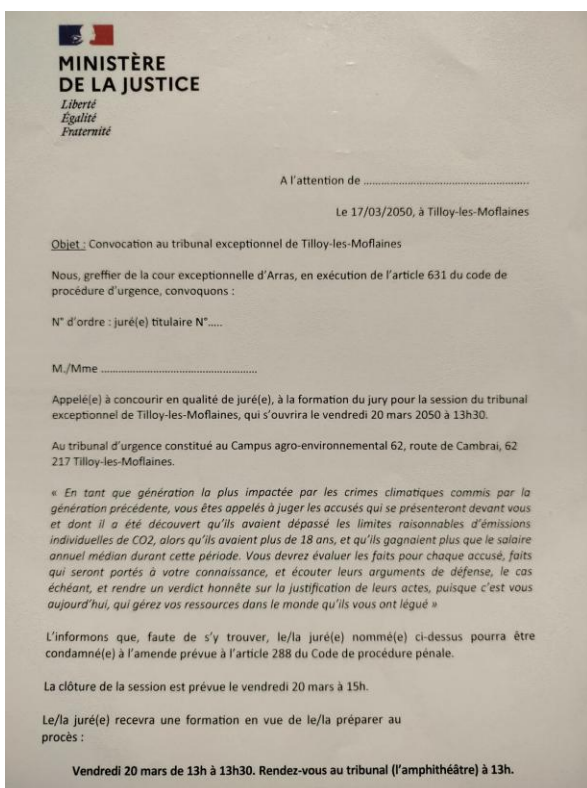 MINISTÈRE
DE LA JUSTICE
Liberté
Égalité
Fraternité
A l'attention de ........................................................
Le 17/03/2050, à Tilloy-les-Moflaines
Objet : Convocation au tribunal exceptionnel de Tilloy-les-Moflaines
Nous, greffier de la cour exceptionnelle d'Arras, en exécution de l'article 631 du code de
procédure d'urgence, convoquons :
N° d'ordre : juré(e) titulaire N°.....
M./Mme .....................................................
Appelé(e) à concourir en qualité de juré(e), à la formation du jury pour la session du tribunal
exceptionnel de Tilloy-les-Moflaines, qui s'ouvrira le vendredi 20 mars 2050 à 13h30.
Au tribunal d'urgence constitué au Campus agro-environnemental 62, route de Cambrai, 62
217 Tilloy-les-Moflaines.
« En tant que génération la plus impactée par les crimes climatiques commis par la
génération précédente, vous êtes appelés à juger les accusés qui se présenteront devant vous
et dont il a été découvert qu'ils avaient dépassé les limites raisonnables d'émissions
individuelles de CO2, alors qu'ils avaient plus de 18 ans, et qu'ils gagnaient plus que le salaire
annuel médian durant cette période. Vous devrez évaluer les faits pour chaque accusé, faits
qui seront portés à votre connaissance, et écouter leurs arguments de défense, le cas
échéant, et rendre un verdict honnête sur la justification de leurs actes, puisque c'est vous
aujourd'hui, qui gérez vos ressources dans le monde qu'ils vous ont légué »
L'informons que, faute de s'y trouver, le/la juré(e) nommé(e) ci-dessus pourra être
condamné(e) à l'amende prévue à l'article 288 du Code de procédure pénale.
La clôture de la session est prévue le vendredi 20 mars à 15h.
Le/la juré(e) recevra une formation en vue de le/la préparer au
procès :
Vendredi 20 mars de 13h à 13h30. Rendez-vous au tribunal (l'amphithéâtre) à 13h.